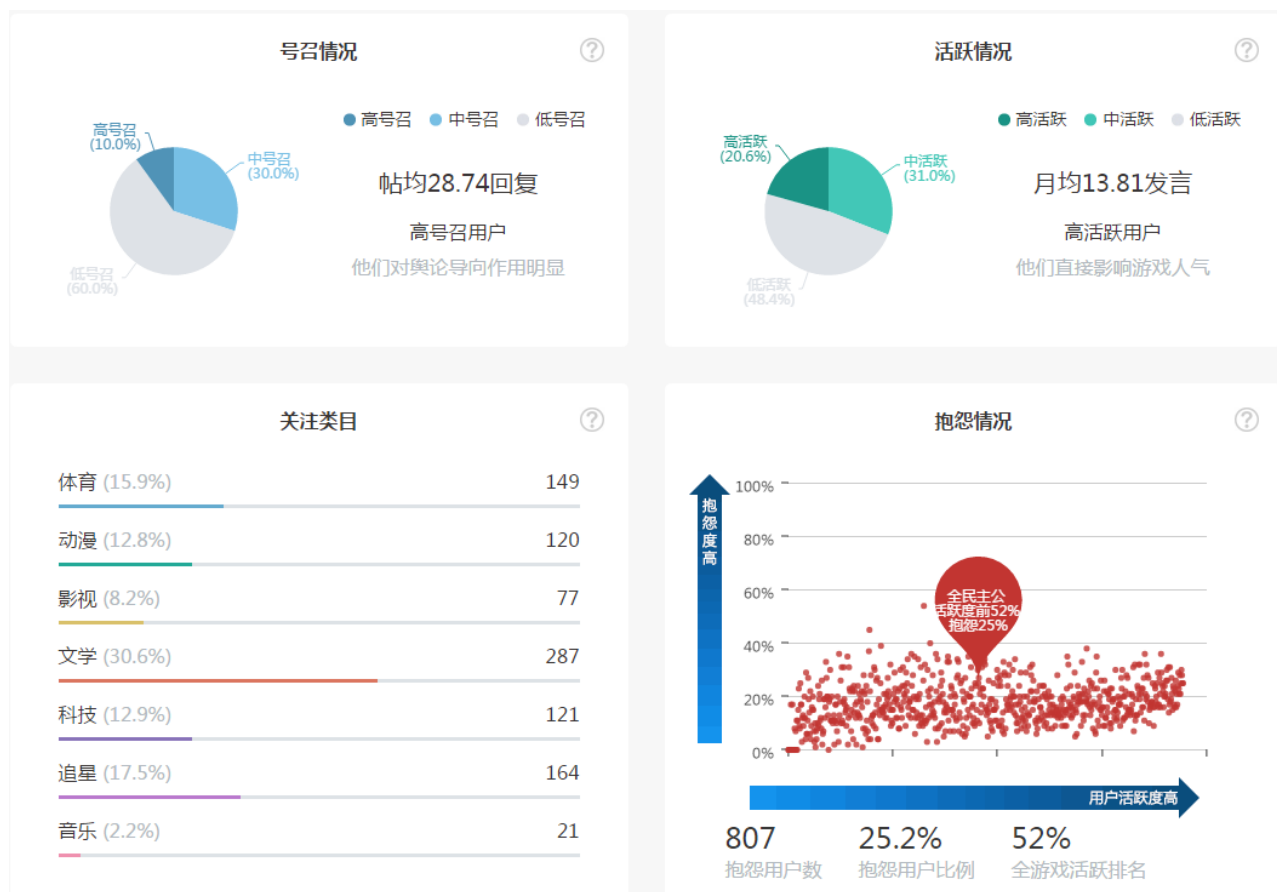 号召情况
高号召 中号召 低号召
高号召
(10.0%)
中号召
(30.0%)
低号召
(60.0%)
帖均28.74回复
高号召用户
他们对舆论导向作用明显
活跃情况
高活跃 中活跃 低活跃
高活跃
(20.6%)
中活跃
(31.0%)
低活跃
(48.4%)
月均13.81发言
高活跃用户
他们直接影响游戏人气
关注类目
体育 (15.9%) 149
动漫 (12.8%) 120
影视 (8.2%) 77
文学 (30.6%) 287
科技 (12.9%) 121
追星 (17.5%) 164
音乐 (2.2%) 21
抱怨情况
抱怨度高
100%
80%
60%
40%
20%
0%
全民主公
活跃度前52%
抱怨25%
用户活跃度高
807 25.2% 52%
抱怨用户数 抱怨用户比例 全游戏活跃排名